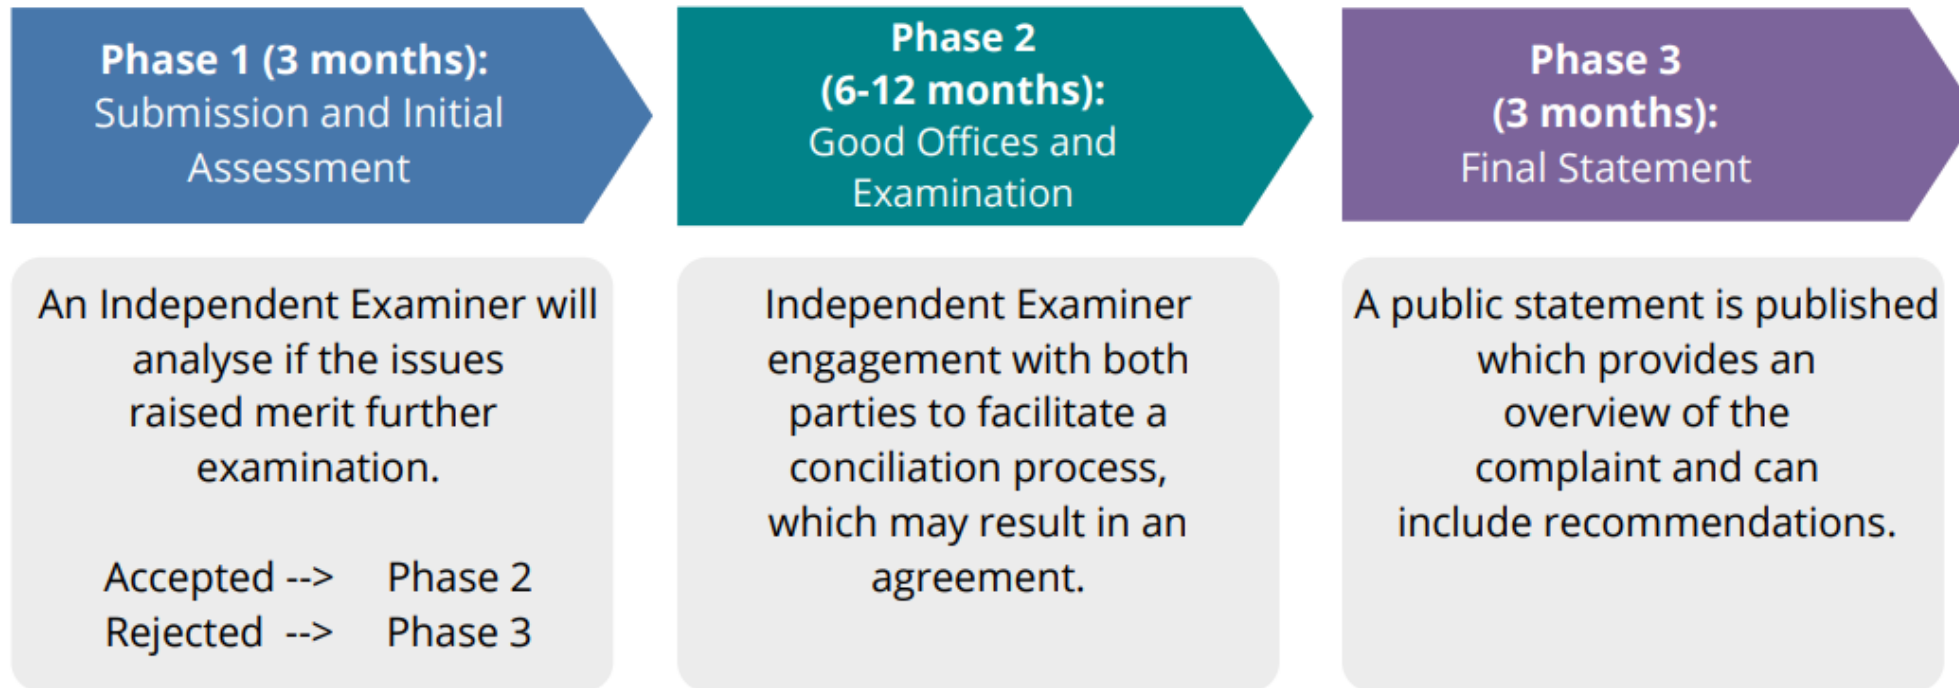 Phase 1 (3 months):
Submission and Initial
Assessment
An Independent Examiner will
analyse if the issues
raised merit further
examination.
Accepted --> Phase 2
Rejected --> Phase 3
Phase 2
(6-12 months):
Good Offices and
Examination
Independent Examiner
engagement with both
parties to facilitate a
conciliation process,
which may result in an
agreement.
Phase 3
(3 months):
Final Statement
A public statement is published
which provides an
overview of the
complaint and can
include recommendations.